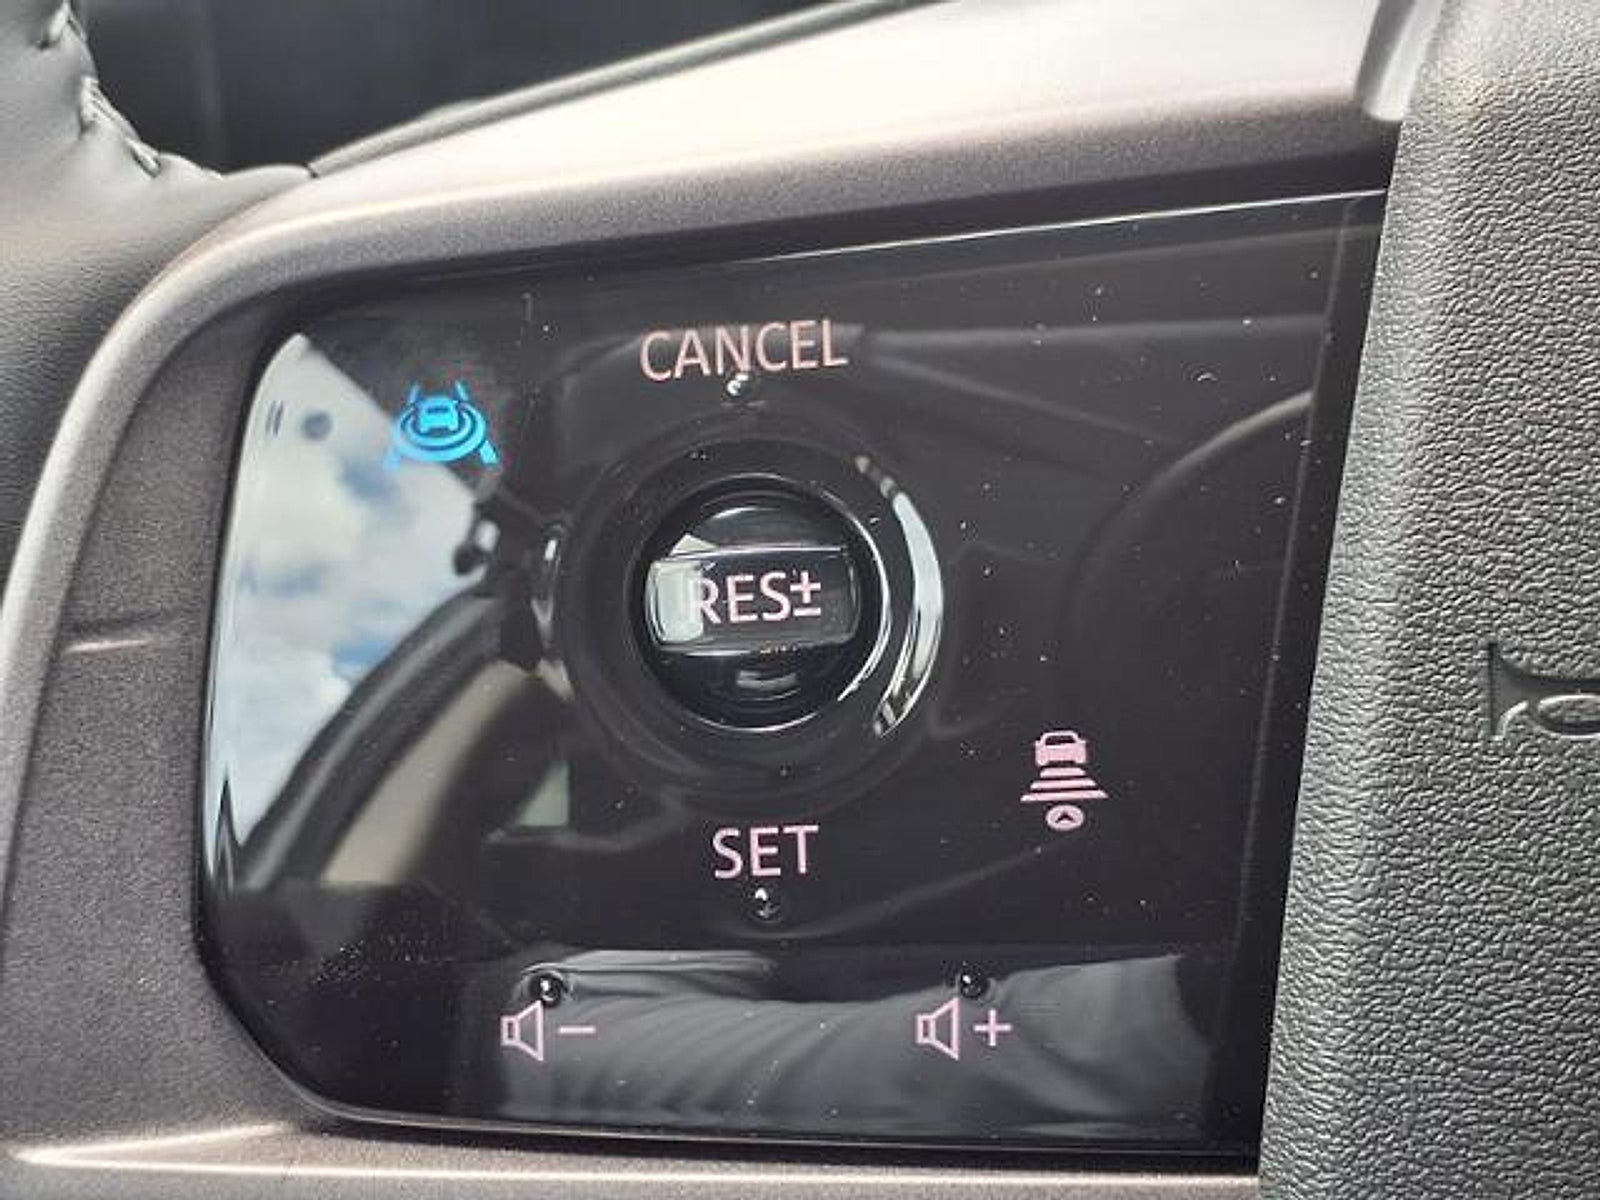 CANCEL
RES±
SET
−
+